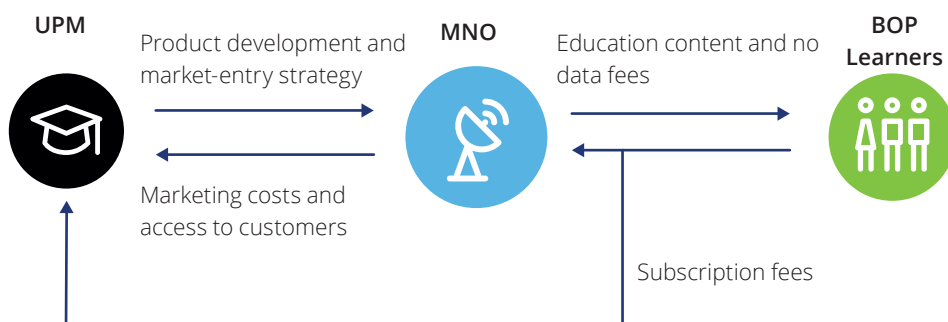 UPM
Product development and
market-entry strategy
MNO
Education content and no
data fees
BOP
Learners
Marketing costs and
access to customers
Subscription fees